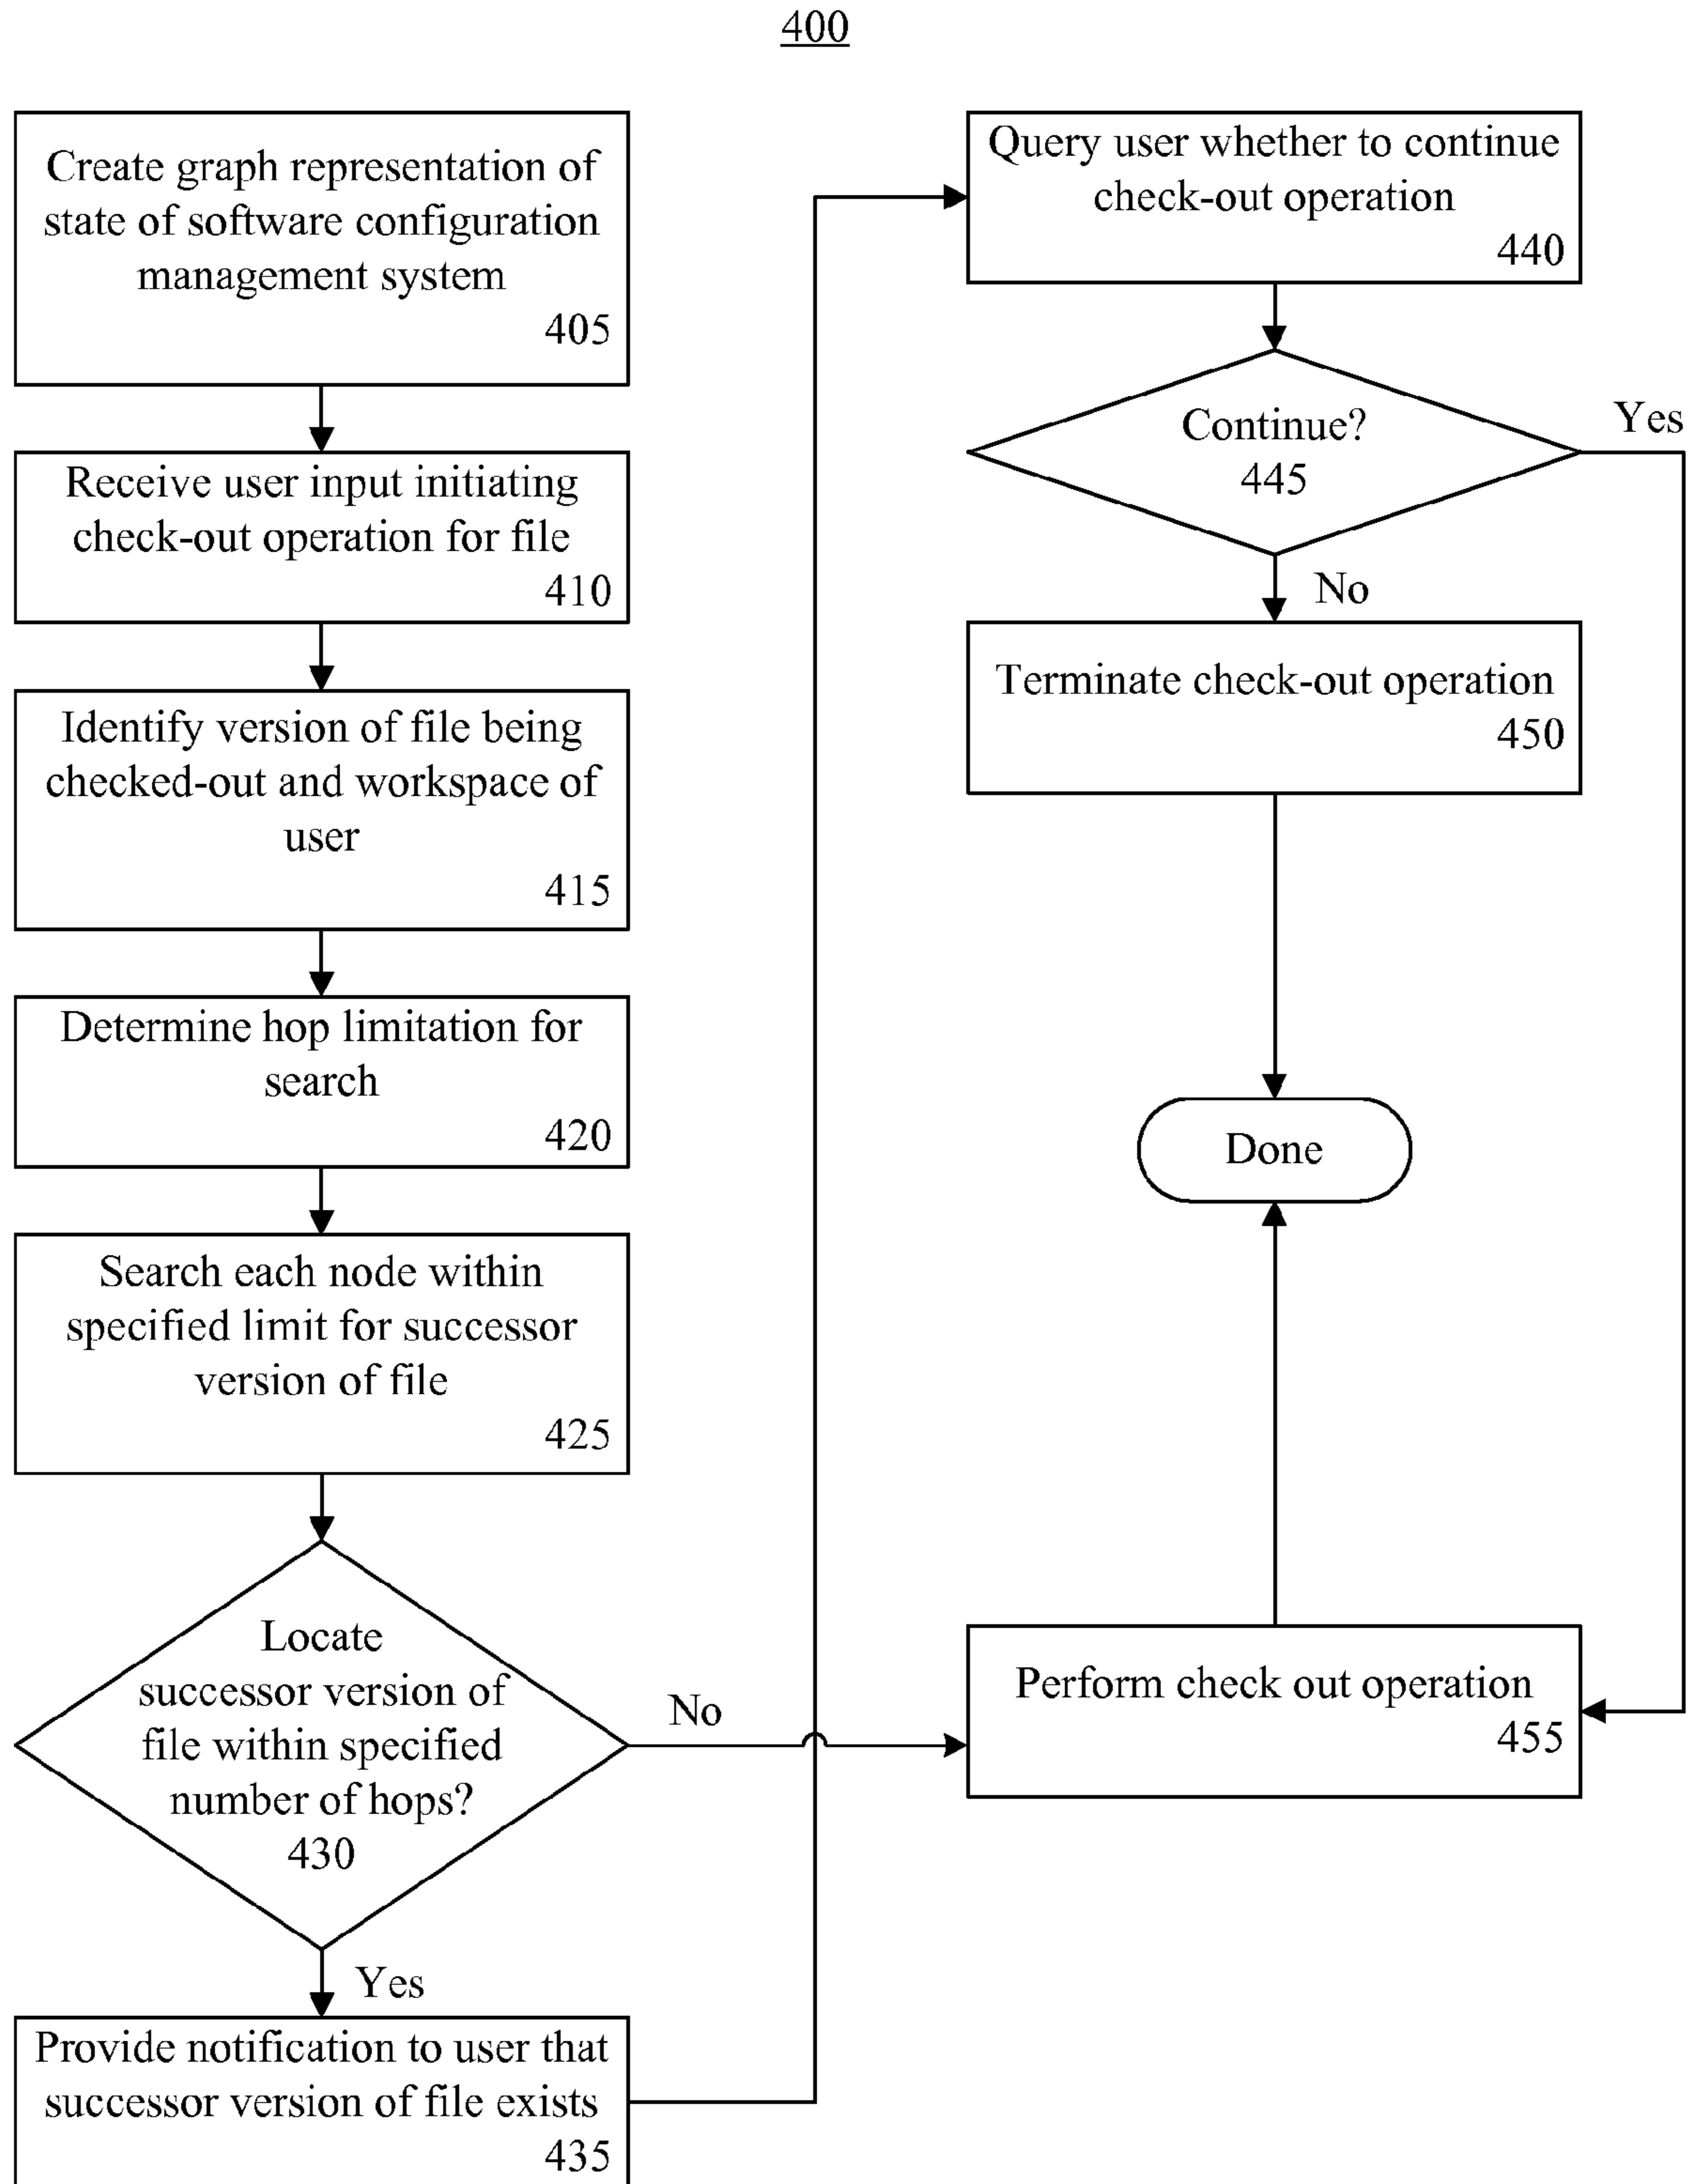 400
Create graph representation of
state of software configuration
management system
405
Receive user input initiating
check-out operation for file
410
Identify version of file being
checked-out and workspace of
user
415
Determine hop limitation for
search
420
Search each node within
specified limit for successor
version of file
425
Locate
successor version of
file within specified
number of hops?
430
No
Yes
Provide notification to user that
successor version of file exists
435
Query user whether to continue
check-out operation
440
Continue?
445
Yes
No
Terminate check-out operation
450
Done
Perform check out operation
455